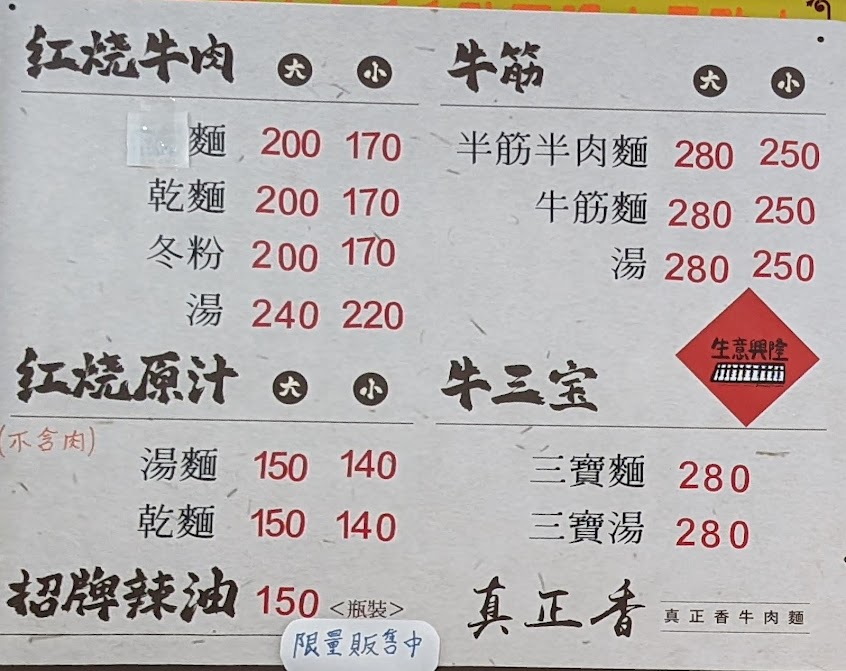 红烧牛肉 大 小
麵 200 170
乾麵 200 170
冬粉 200 170
湯 240 220
红烧原汁 大 小
(不含肉)
湯麵 150 140
乾麵 150 140
招牌辣油 150 <瓶裝>
限量販售中
牛筋 大 小
半筋半肉麵 280 250
牛筋麵 280 250
湯 280 250
生意興隆
牛三宝
三寶麵 280
三寶湯 280
真正香 真正香牛肉麵